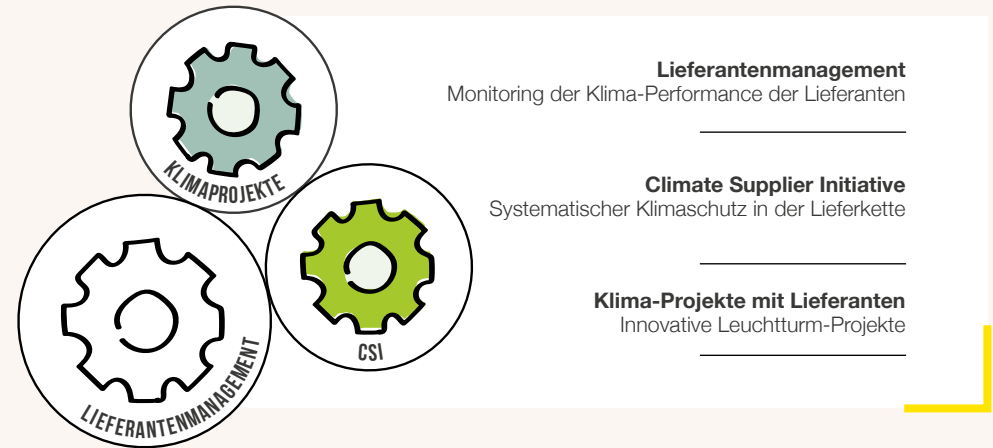 KLIMAPROJEKTE
CSI
LIEFERANTENMANAGEMENT
Lieferantenmanagement
Monitoring der Klima-Performance der Lieferanten
Climate Supplier Initiative
Systematischer Klimaschutz in der Lieferkette
Klima-Projekte mit Lieferanten
Innovative Leuchtturm-Projekte